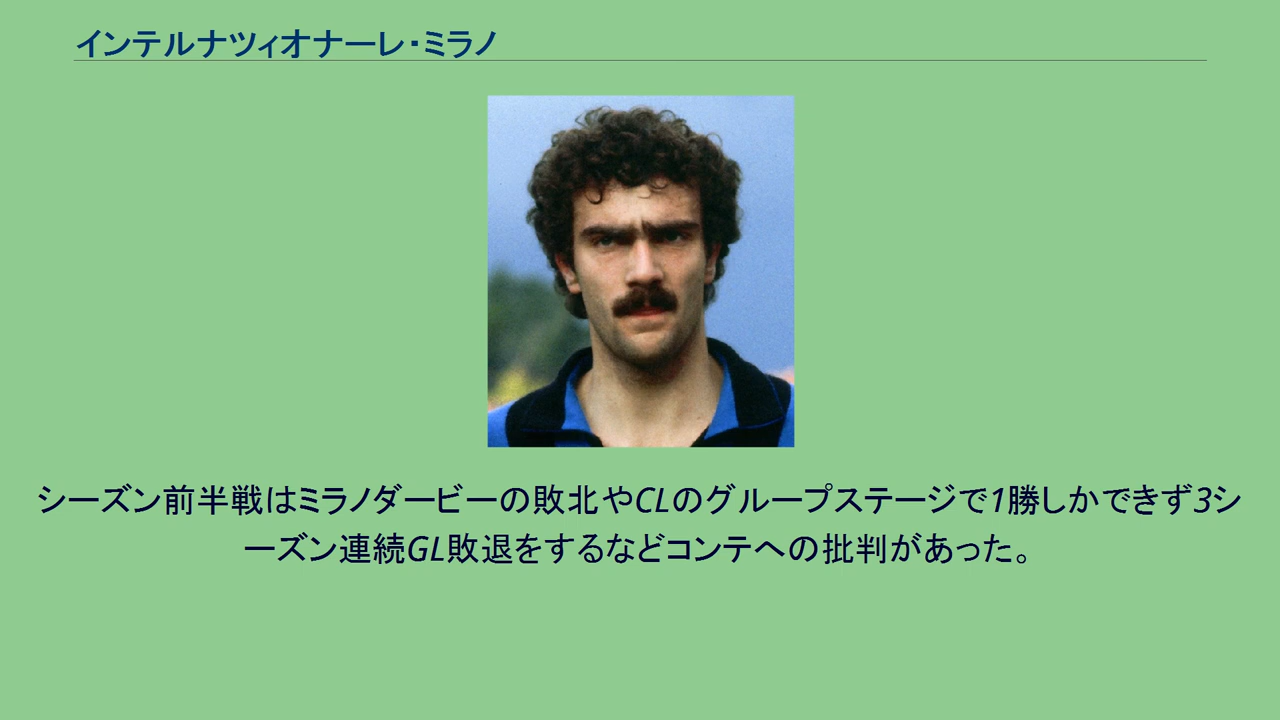 インテルナツィオナーレ・ミラノ
シーズン前半戦はミラノダービーの敗北やCLのグループステージで1勝しかできず3シ
ーズン連続GL敗退をするなどコンテへの批判があった。